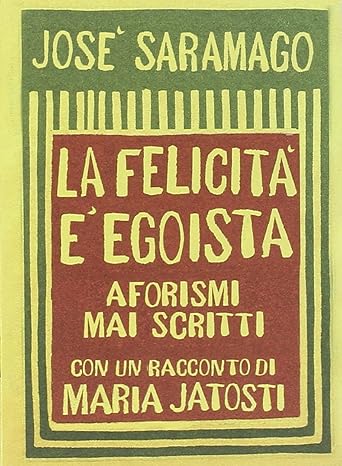 JOSE' SARAMAGO
LA FELICITA'
E' EGOISTA
AFORISMI
MAI SCRITTI
CON UN RACCONTO DI
MARIA JATOSTI